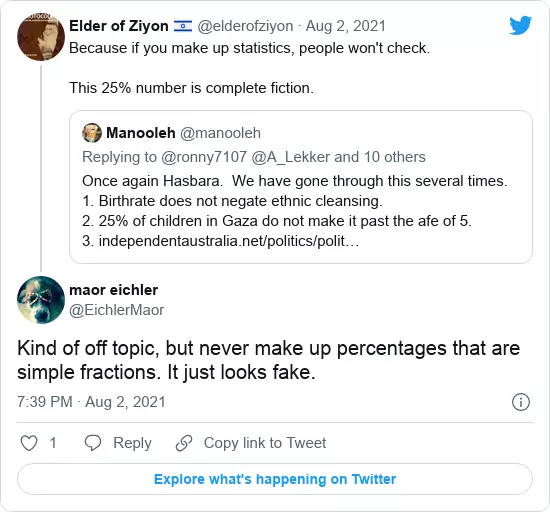 Elder of Ziyon 🇮🇱 @elderofziyon · Aug 2, 2021
Because if you make up statistics, people won't check.
This 25% number is complete fiction.
Manooleh @manooleh
Replying to @ronny7107 @A_Lekker and 10 others
Once again Hasbara. We have gone through this several times.
1. Birthrate does not negate ethnic cleansing.
2. 25% of children in Gaza do not make it past the afe of 5.
3. independentaustralia.net/politics/polit…
maor eichler
@EichlerMaor
Kind of off topic, but never make up percentages that are
simple fractions. It just looks fake.
7:39 PM · Aug 2, 2021
1 Reply Copy link to Tweet
Explore what's happening on Twitter